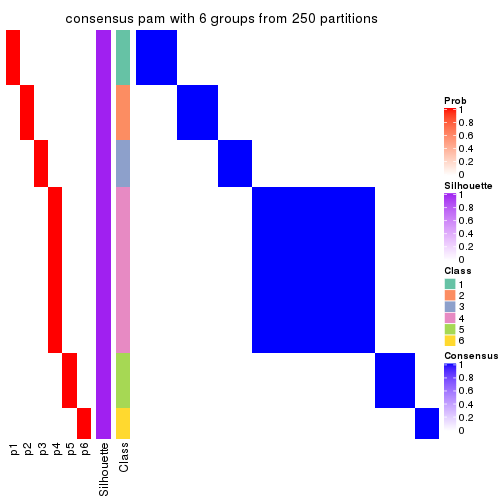 consensus pam with 6 groups from 250 partitions
Prob
1
0.8
0.6
0.4
0.2
0
Silhouette
1
0.8
0.6
0.4
0.2
0
Class
1
2
3
4
5
6
Consensus
1
0.8
0.6
0.4
0.2
0
p1
p2
p3
p4
p5
p6
Silhouette
Class